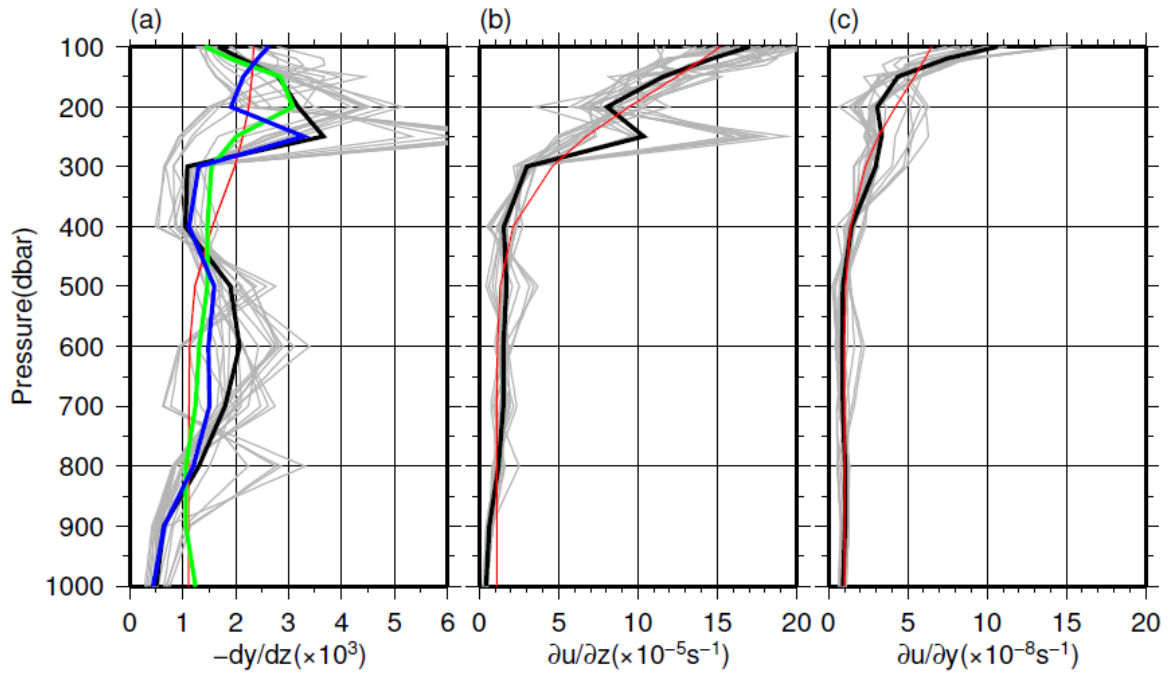 (a) (b) (c)
100
200
300
400
500
600
700
800
900
1000
Pressure(dbar)
0 1 2 3 4 5 6 0 5 10 15 20 0 5 10 15 20
−dy/dz(×10³) ∂u/∂z(×10⁻⁵s⁻¹) ∂u/∂y(×10⁻⁸s⁻¹)